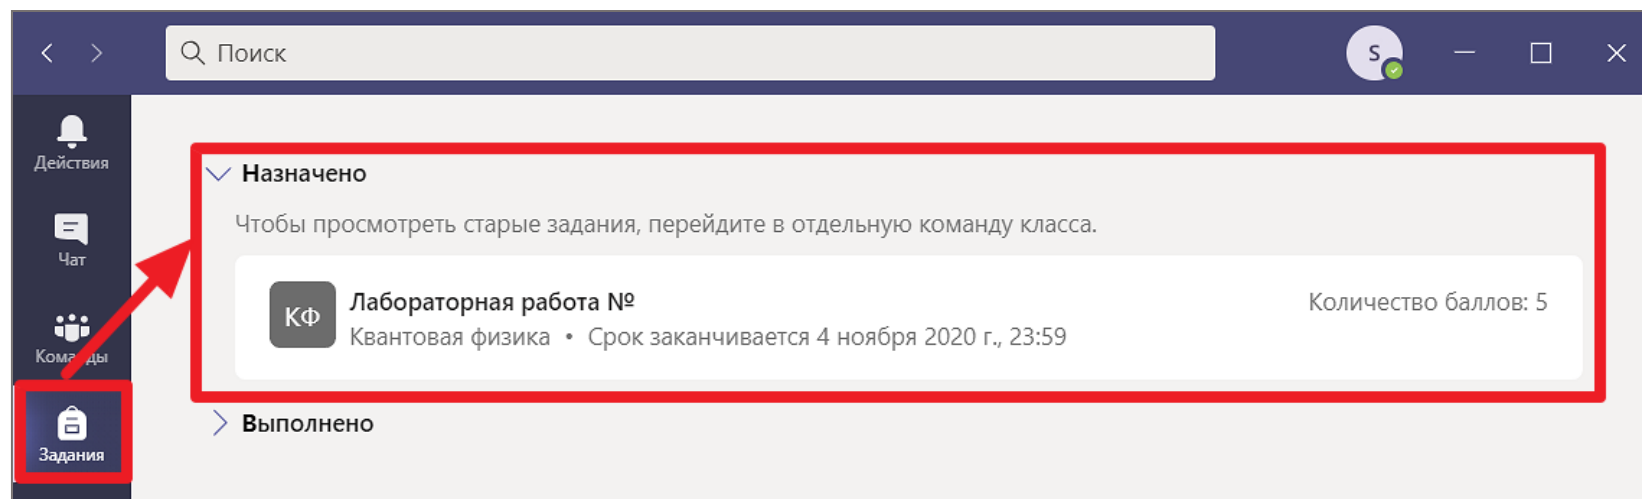 Поиск
S
Действия
Чат
Команды
Задания
Назначено
Чтобы просмотреть старые задания, перейдите в отдельную команду класса.
КФ
Лабораторная работа №
Количество баллов: 5
Квантовая физика • Срок заканчивается 4 ноября 2020 г., 23:59
Выполнено